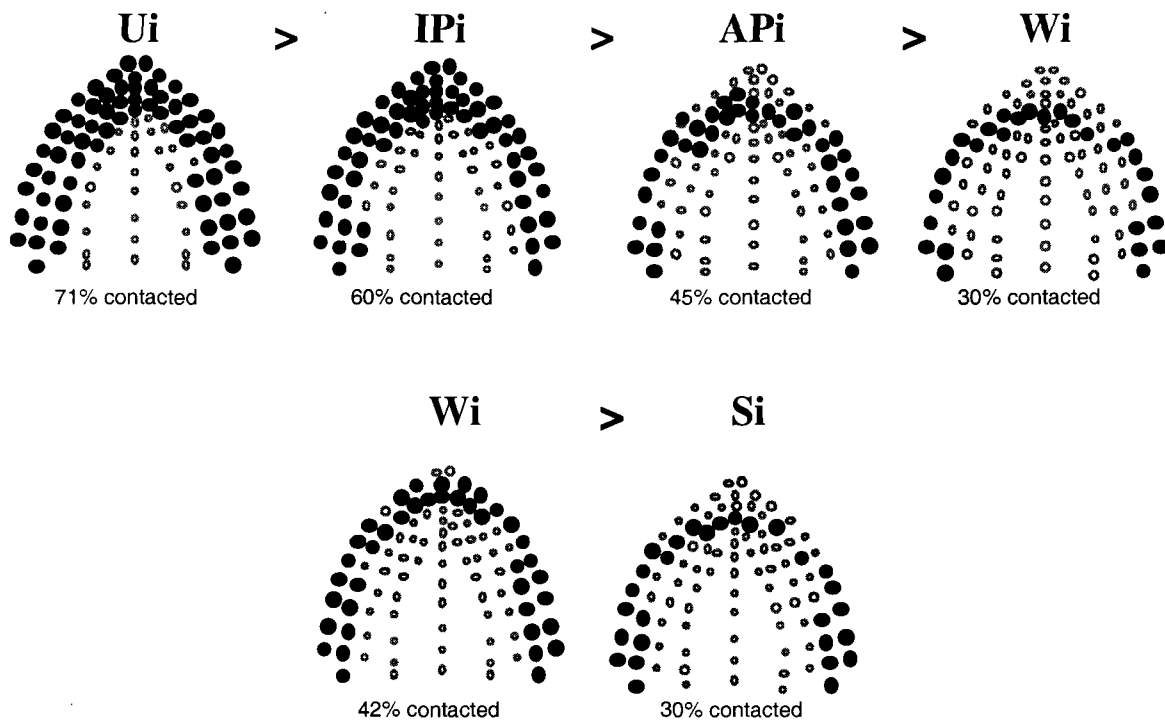 Ui > IPi > APi > Wi
71% contacted 60% contacted 45% contacted 30% contacted
Wi > Si
42% contacted 30% contacted